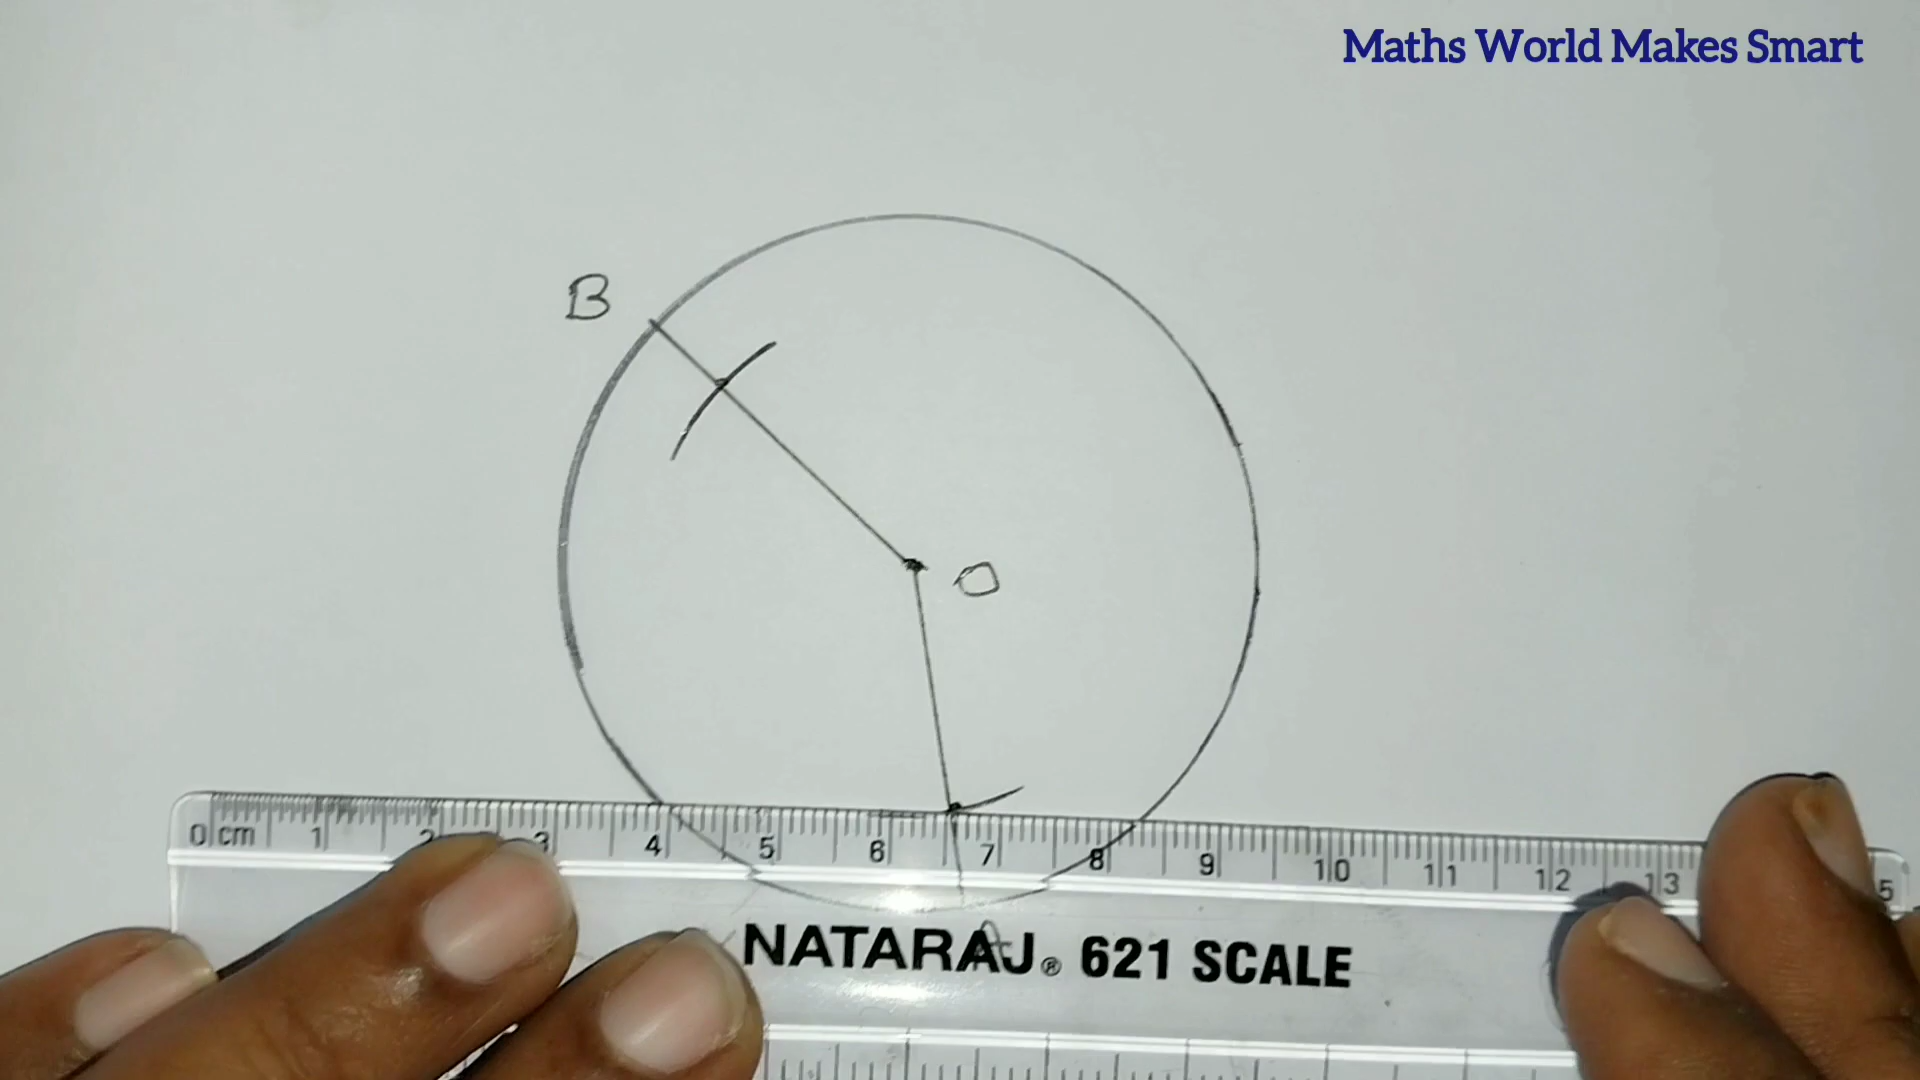 Maths World Makes Smart
B
O
0 cm 1 2 3 4 5 6 7 8 9 10 11 12 13 5
A
NATARAJ® 621 SCALE